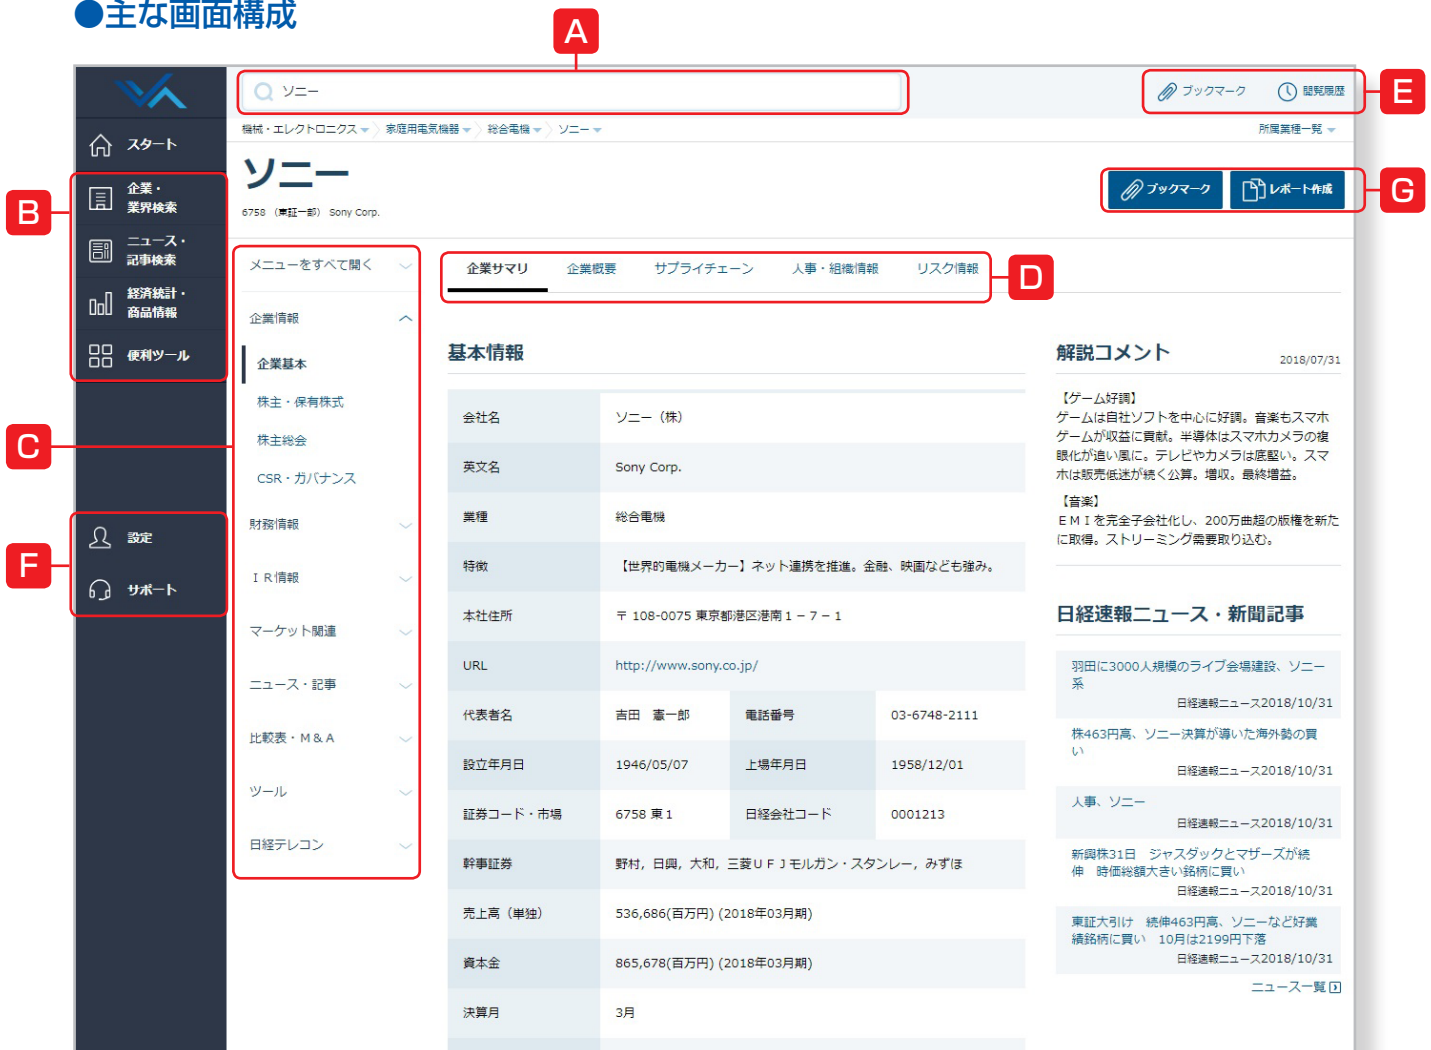 ●主な画面構成
A
ソニー
ブックマーク
閲覧履歴
E
機械・エレクトロニクス
家庭用電気機器
総合電機
ソニー
所属業種一覧
スタート
企業・
業界検索
ニュース・
記事検索
経済統計・
商品情報
便利ツール
B
設定
サポート
F
ソニー
6758 （東証一部） Sony Corp.
ブックマーク
レポート作成
G
メニューをすべて開く
企業情報
企業基本
株主・保有株式
株主総会
CSR・ガバナンス
財務情報
ＩＲ情報
マーケット関連
ニュース・記事
比較表・Ｍ＆Ａ
ツール
日経テレコン
C
企業サマリ
企業概要
サプライチェーン
人事・組織情報
リスク情報
D
基本情報
会社名 ソニー（株）
英文名 Sony Corp.
業種 総合電機
特徴 【世界的電機メーカー】ネット連携を推進。金融、映画なども強み。
本社住所 〒 108-0075 東京都港区港南１－７－１
URL http://www.sony.co.jp/
代表者名 吉田　憲一郎 電話番号 03-6748-2111
設立年月日 1946/05/07 上場年月日 1958/12/01
証券コード・市場 6758 東１ 日経会社コード 0001213
幹事証券 野村，日興，大和，三菱ＵＦＪモルガン・スタンレー，みずほ
売上高（単独） 536,686(百万円) (2018年03月期)
資本金 865,678(百万円) (2018年03月期)
決算月 3月
解説コメント
2018/07/31
【ゲーム好調】
ゲームは自社ソフトを中心に好調。音楽もスマホ
ゲームが収益に貢献。半導体はスマホカメラの複
眼化が追い風に。テレビやカメラは底堅い。スマ
ホは販売低迷が続く公算。増収。最終増益。
【音楽】
ＥＭＩを完全子会社化し、200万曲超の版権を新た
に取得。ストリーミング需要取り込む。
日経速報ニュース・新聞記事
羽田に3000人規模のライブ会場建設、ソニー
系
日経速報ニュース2018/10/31
株463円高、ソニー決算が導いた海外勢の買
い
日経速報ニュース2018/10/31
人事、ソニー
日経速報ニュース2018/10/31
新興株31日　ジャスダックとマザーズが続
伸　時価総額大きい銘柄に買い
日経速報ニュース2018/10/31
東証大引け　続伸463円高、ソニーなど好業
績銘柄に買い　10月は2199円下落
日経速報ニュース2018/10/31
ニュース一覧